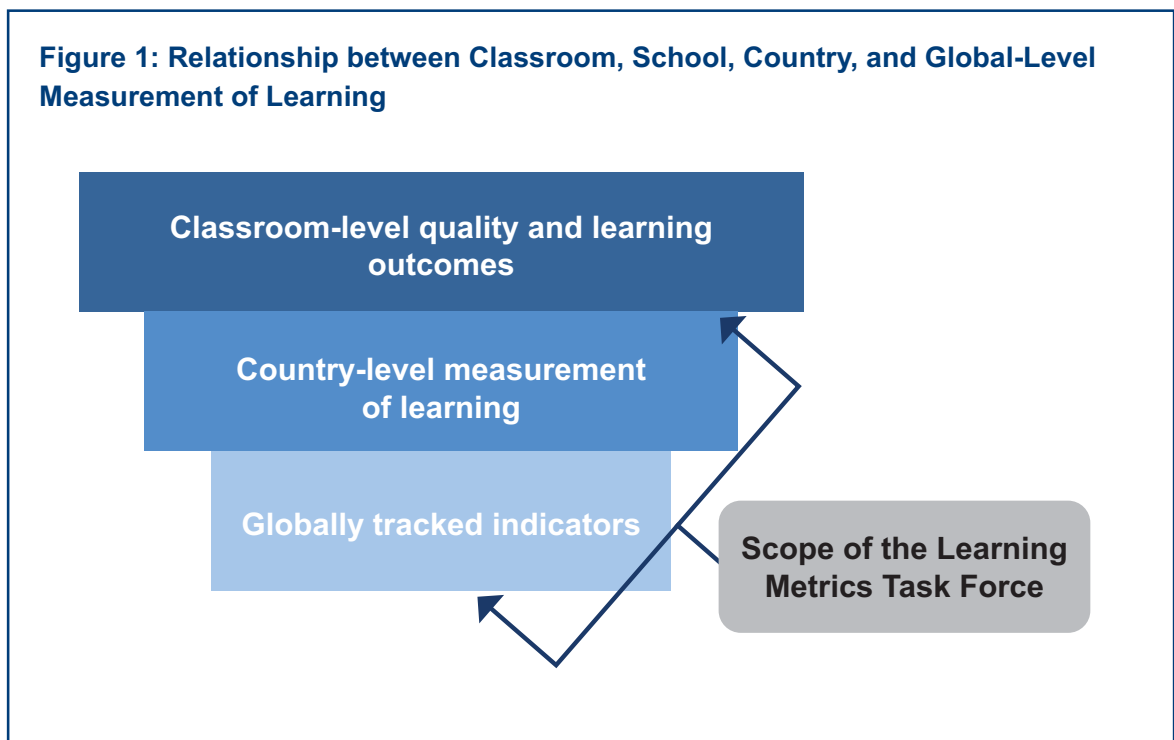 Figure 1: Relationship between Classroom, School, Country, and Global-Level
Measurement of Learning
Classroom-level quality and learning
outcomes
Country-level measurement
of learning
Globally tracked indicators
Scope of the Learning
Metrics Task Force